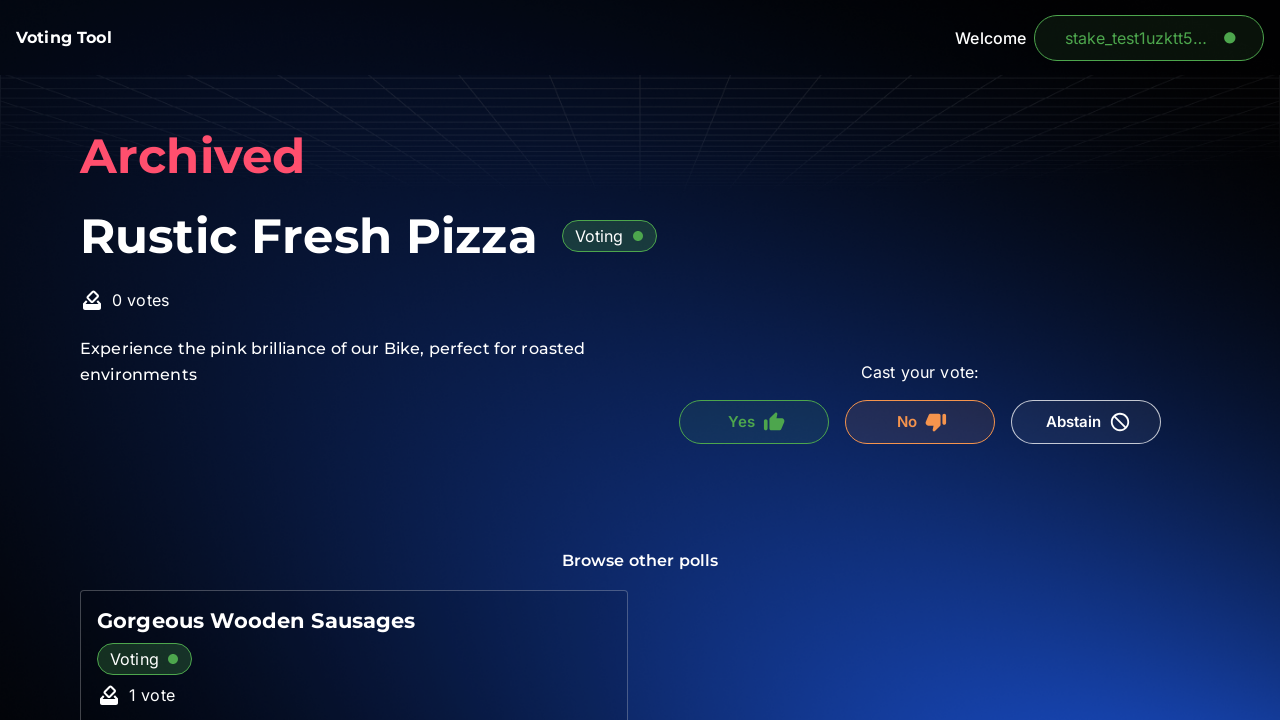 Voting Tool
Welcome
stake_test1uzktt5...
Archived
Rustic Fresh Pizza
Voting
0 votes
Experience the pink brilliance of our Bike, perfect for roasted
environments
Cast your vote:
Yes
No
Abstain
Browse other polls
Gorgeous Wooden Sausages
Voting
1 vote